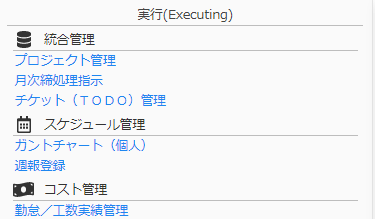 実行(Executing)
統合管理
プロジェクト管理
月次締処理指示
チケット（ＴＯＤＯ）管理
スケジュール管理
ガントチャート（個人）
週報登録
コスト管理
勤怠／工数実績管理